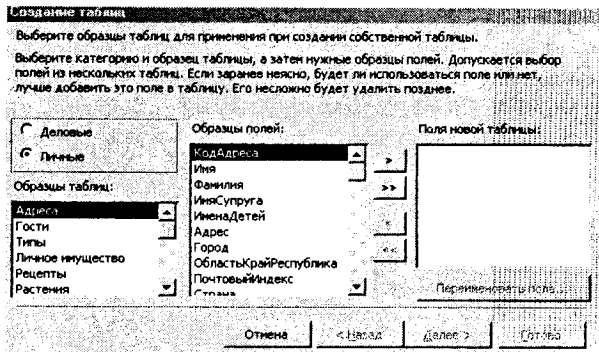 Создание таблиц
Выберите образцы таблиц для применения при создании собственной таблицы.
Выберите категорию и образец таблицы, а затем нужные образцы полей. Допускается выбор
полей из нескольких таблиц. Если заранее неясно, будет ли использоваться поле или нет,
лучше добавить это поле в таблицу. Его несложно будет удалить позднее.
Деловые
Личные
Образцы таблиц:
Адреса
Гости
Типы
Личное имущество
Рецепты
Растения
Образцы полей:
КодАдреса
Имя
Фамилия
ИмяСупруга
ИменаДетей
Адрес
Город
ОбластьКрайРеспублика
ПочтовыйИндекс
Страна
>
>>
<
<<
Поля новой таблицы:
Переименовать поле...
Отмена
< Назад
Далее >
Готово